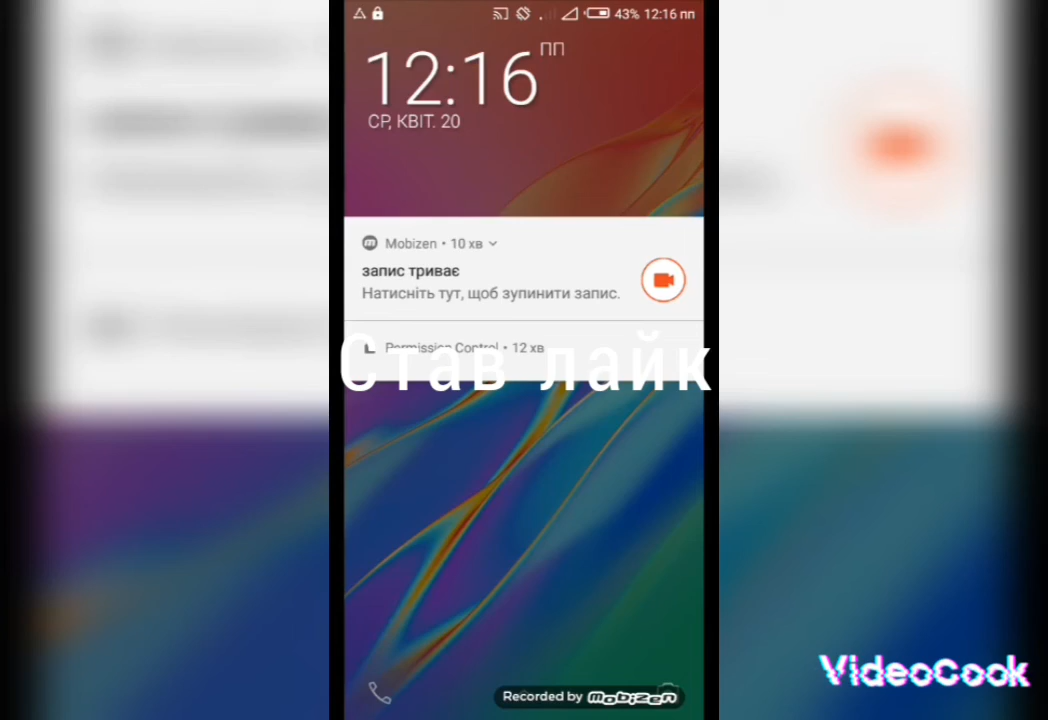 43% 12:16 пп
12:16 ПП
СР, КВІТ. 20
Mobizen • 10 хв
запис триває
Натисніть тут, щоб зупинити запис.
Permission Control • 12 хв
Став лайк
Recorded by mobizen
VideoCook